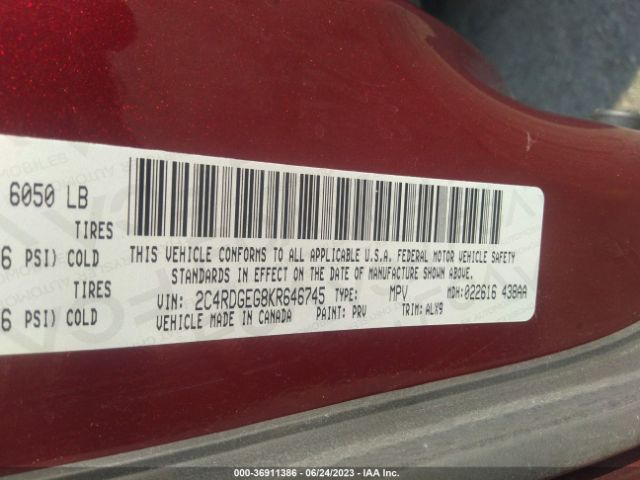 6050 LB
TIRES
6 PSI) COLD
TIRES
6 PSI) COLD
THIS VEHICLE CONFORMS TO ALL APPLICABLE U.S.A. FEDERAL MOTOR VEHICLE SAFETY
STANDARDS IN EFFECT ON THE DATE OF MANUFACTURE SHOWN ABOVE.
VIN: 2C4RDGEG8KR646745 TYPE: MPV MDH: 022616 438AA
VEHICLE MADE IN CANADA PAINT: PRV TRIM: ALX9
000-36911386 - 06/24/2023 - IAA Inc.